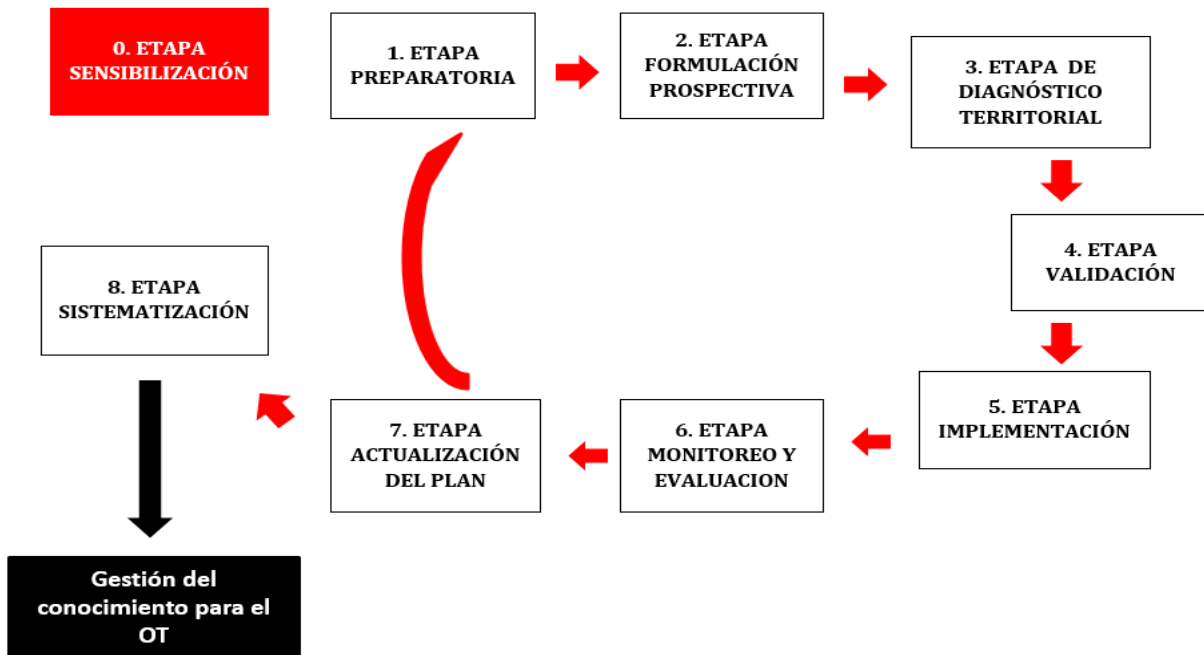 0. ETAPA
SENSIBILIZACIÓN
1. ETAPA
PREPARATORIA
2. ETAPA
FORMULACIÓN
PROSPECTIVA
3. ETAPA DE
DIAGNÓSTICO
TERRITORIAL
4. ETAPA
VALIDACIÓN
5. ETAPA
IMPLEMENTACIÓN
6. ETAPA
MONITOREO Y
EVALUACION
7. ETAPA
ACTUALIZACIÓN
DEL PLAN
8. ETAPA
SISTEMATIZACIÓN
Gestión del
conocimiento para el
OT